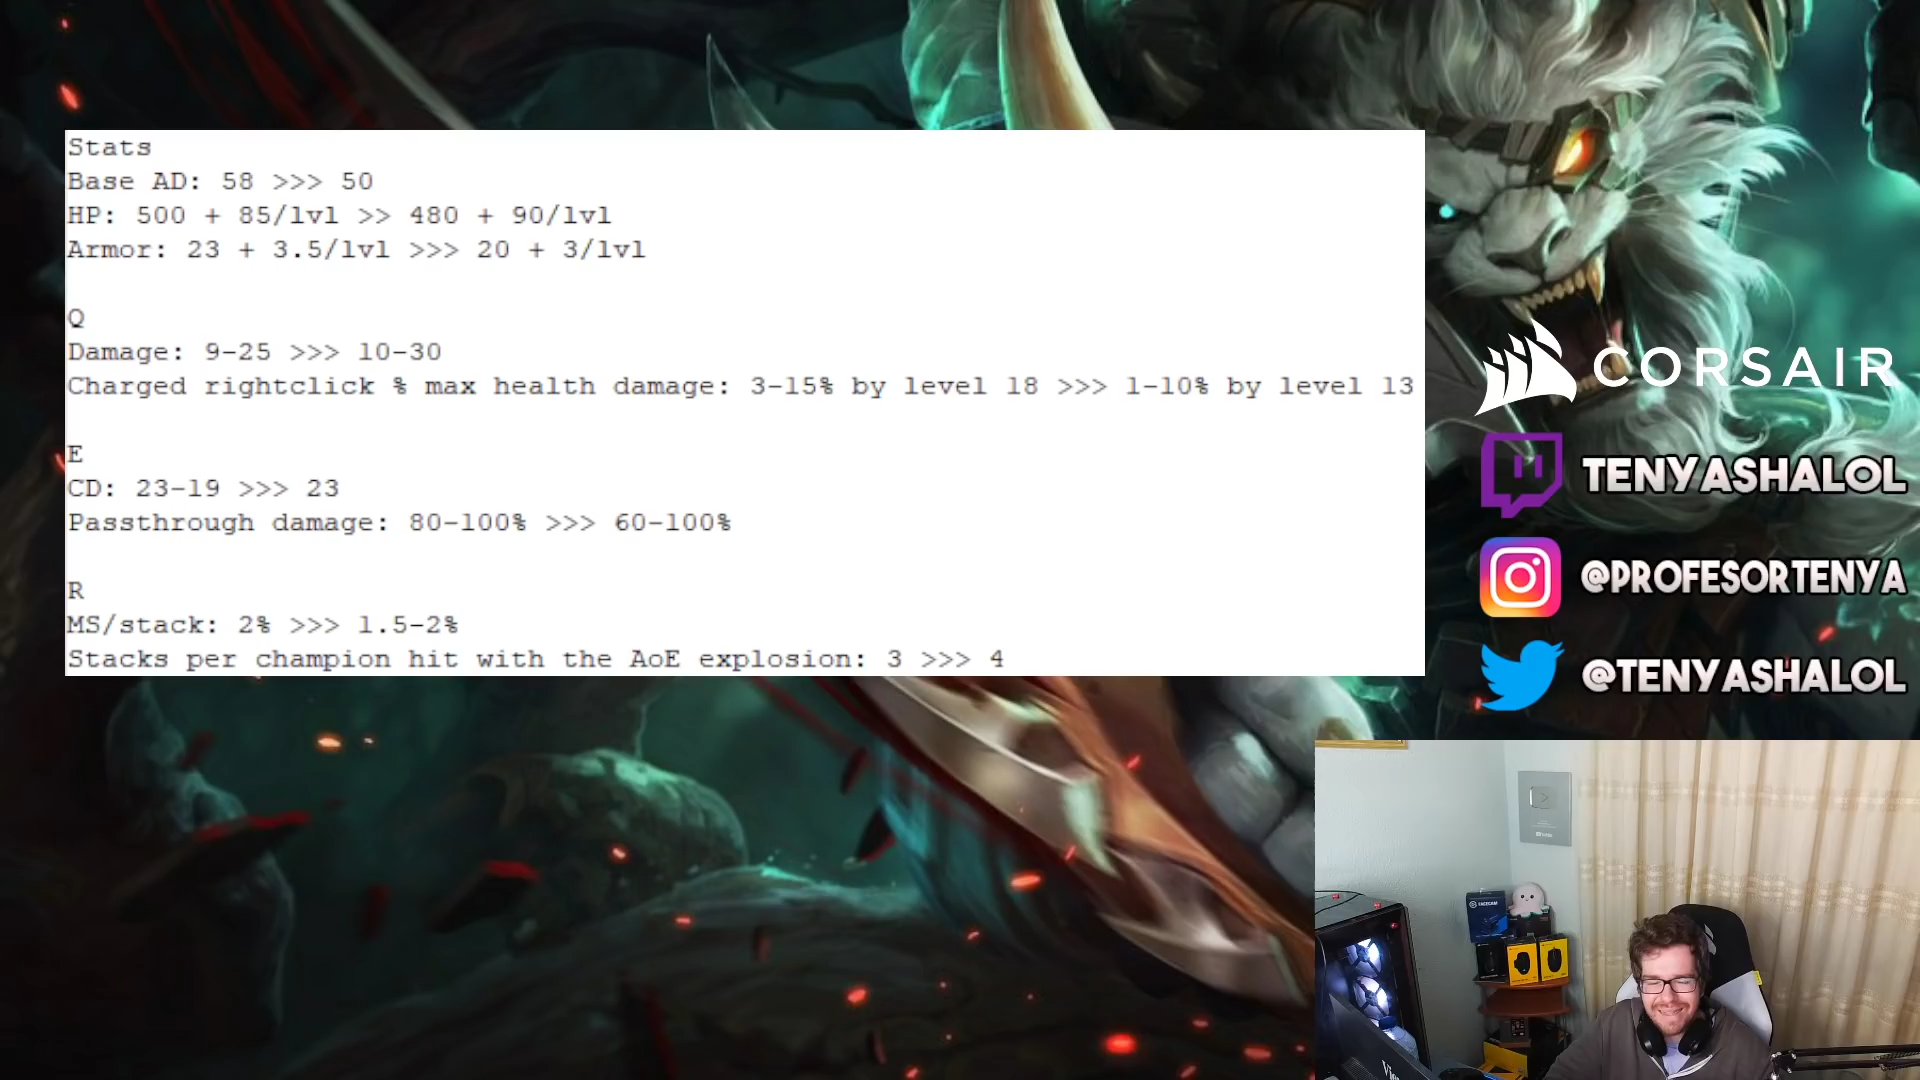 Stats
Base AD: 58 >>> 50
HP: 500 + 85/lvl >> 480 + 90/lvl
Armor: 23 + 3.5/lvl >>> 20 + 3/lvl
Q
Damage: 9-25 >>> 10-30
Charged rightclick % max health damage: 3-15% by level 18 >>> 1-10% by level 13
E
CD: 23-19 >>> 23
Passthrough damage: 80-100% >>> 60-100%
R
MS/stack: 2% >>> 1.5-2%
Stacks per champion hit with the AoE explosion: 3 >>> 4
CORSAIR
TENYASHALOL
@PROFESORTENYA
@TENYASHALOL